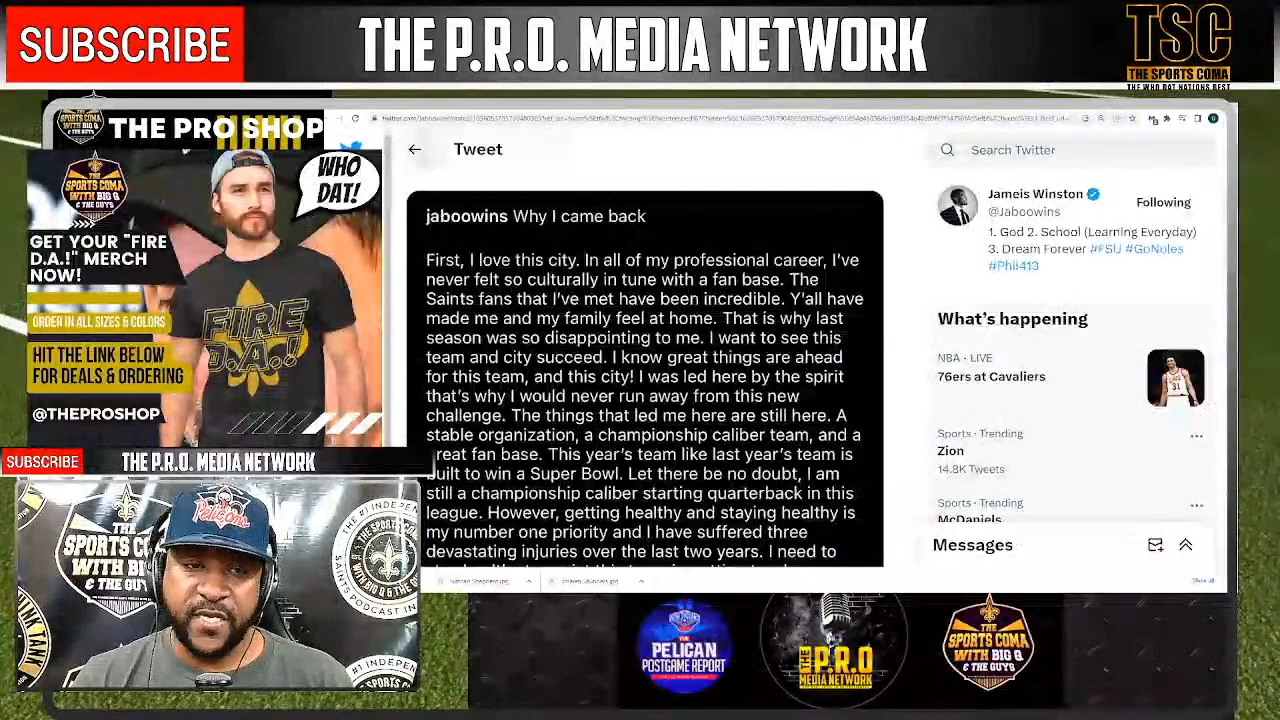 SUBSCRIBE
THE P.R.O. MEDIA NETWORK
TSC
THE SPORTS COMA
THE WHO DAT NATIONS BEST
THE PRO SHOP
WHO
DAT!
THE
SPORTS COMA
WITH BIG Q
& THE GUYS
GET YOUR "FIRE
D.A.!" MERCH
NOW!
ORDER IN ALL SIZES & COLORS
HIT THE LINK BELOW
FOR DEALS & ORDERING
@THEPROSHOP
FIRE
D.A.!
SUBSCRIBE
THE P.R.O. MEDIA NETWORK
Tweet
jaboowins Why I came back
First, I love this city. In all of my professional career, I've
never felt so culturally in tune with a fan base. The
Saints fans that I've met have been incredible. Y'all have
made me and my family feel at home. That is why last
season was so disappointing to me. I want to see this
team and city succeed. I know great things are ahead
for this team, and this city! I was led here by the spirit
that's why I would never run away from this new
challenge. The things that led me here are still here. A
stable organization, a championship caliber team, and a
great fan base. This year's team like last year's team is
built to win a Super Bowl. Let there be no doubt, I am
still a championship caliber starting quarterback in this
league. However, getting healthy and staying healthy is
my number one priority and I have suffered three
devastating injuries over the last two years. I need to
Search Twitter
Jameis Winston
@Jaboowins
Following
1. God 2. School (Learning Everyday)
3. Dream Forever #FSU #GoNoles
#Phil413
What's happening
NBA · LIVE
76ers at Cavaliers
Sports · Trending
Zion
14.8K Tweets
Sports · Trending
McDaniels
Messages
Nathan Shepherd.jpg
Show all
Pelicans
THE
PELICAN
POSTGAME REPORT
THE
P.R.O
MEDIA NETWORK
THE
SPORTS COMA
WITH BIG Q
& THE GUYS